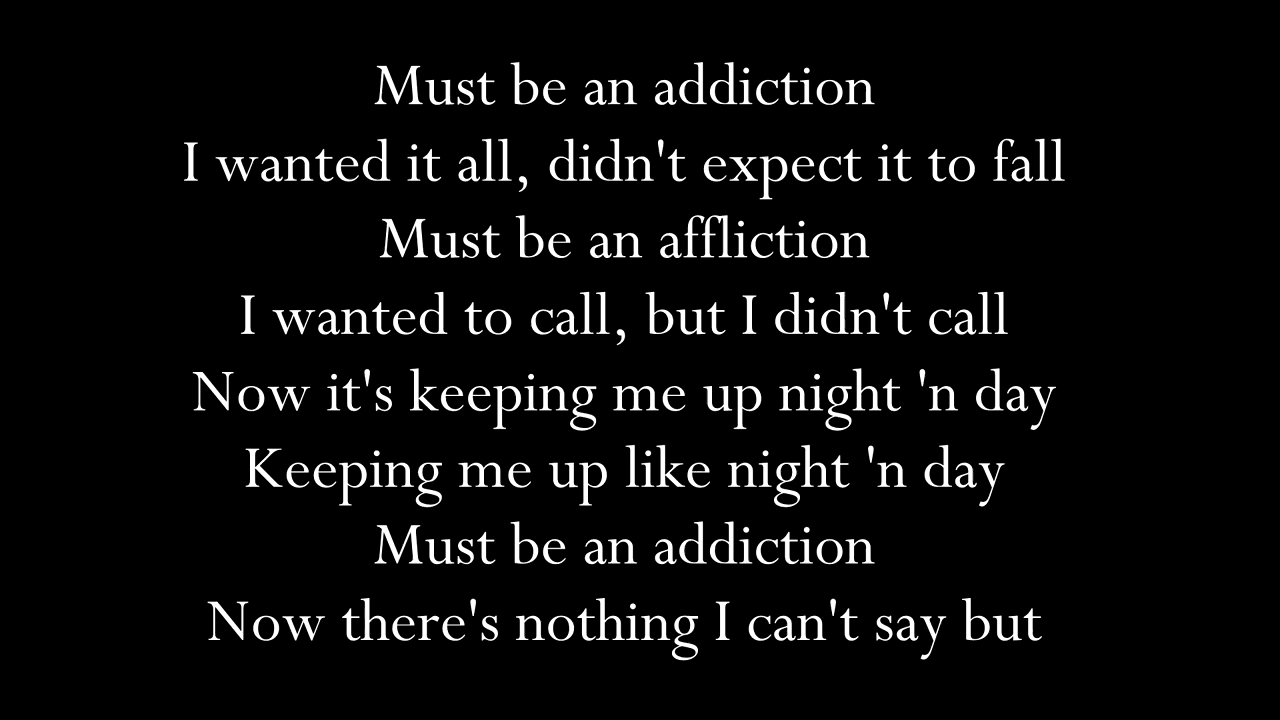 Must be an addiction
I wanted it all, didn't expect it to fall
Must be an affliction
I wanted to call, but I didn't call
Now it's keeping me up night 'n day
Keeping me up like night 'n day
Must be an addiction
Now there's nothing I can't say but